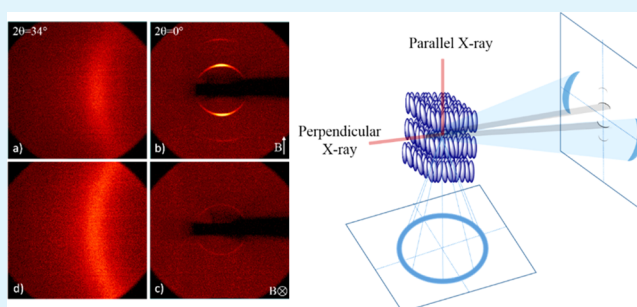 2θ=34°
2θ=0°
a)
b)
B
d)
c)
B⊗
Parallel X-ray
Perpendicular
X-ray